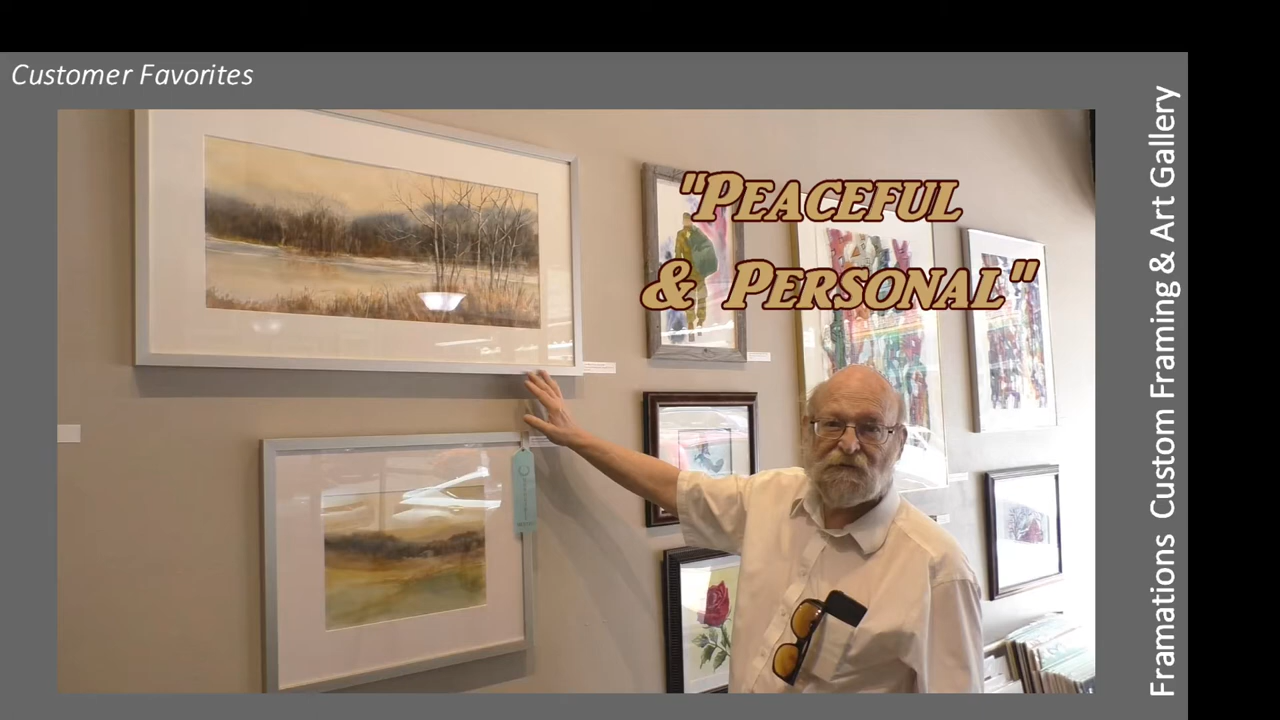 Customer Favorites
"Peaceful
& Personal"
Framations Custom Framing & Art Gallery